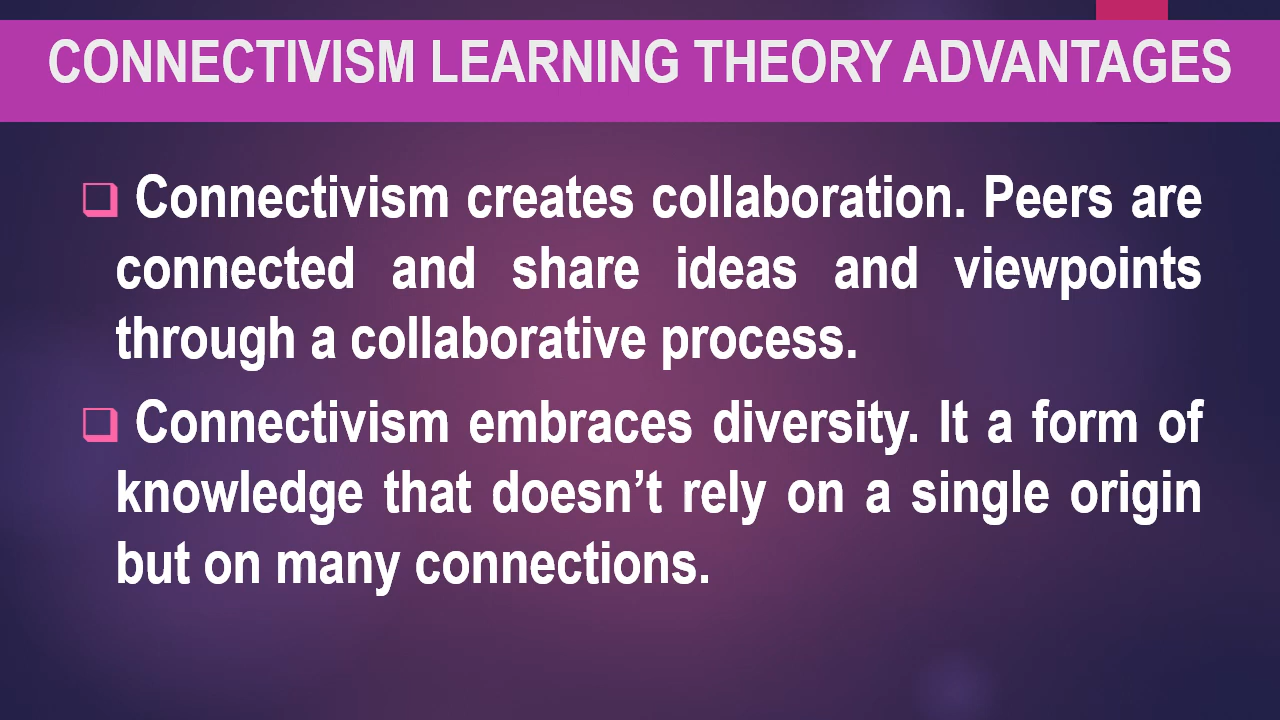 CONNECTIVISM LEARNING THEORY ADVANTAGES
Connectivism creates collaboration. Peers are
connected and share ideas and viewpoints
through a collaborative process.
Connectivism embraces diversity. It a form of
knowledge that doesn’t rely on a single origin
but on many connections.